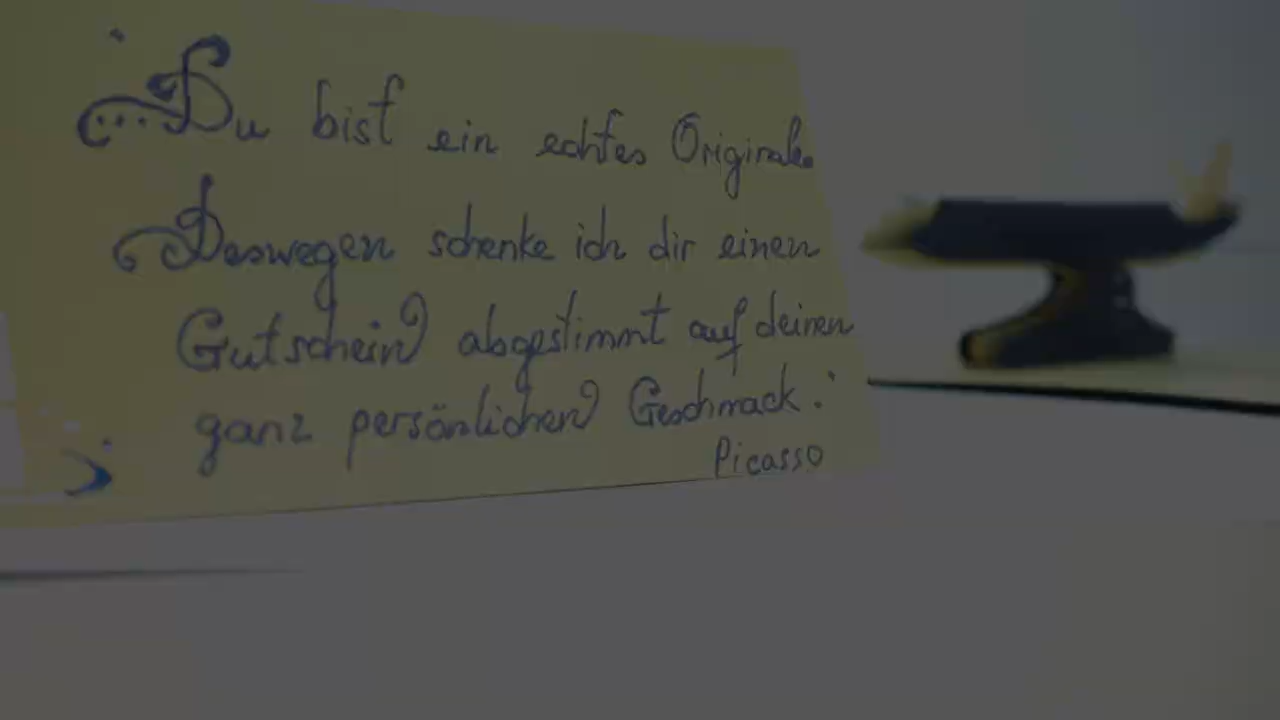 Du bist ein echtes Original.
Deswegen schenke ich dir einen
Gutschein abgestimmt auf deinen
ganz persönlichen Geschmack.
Picasso